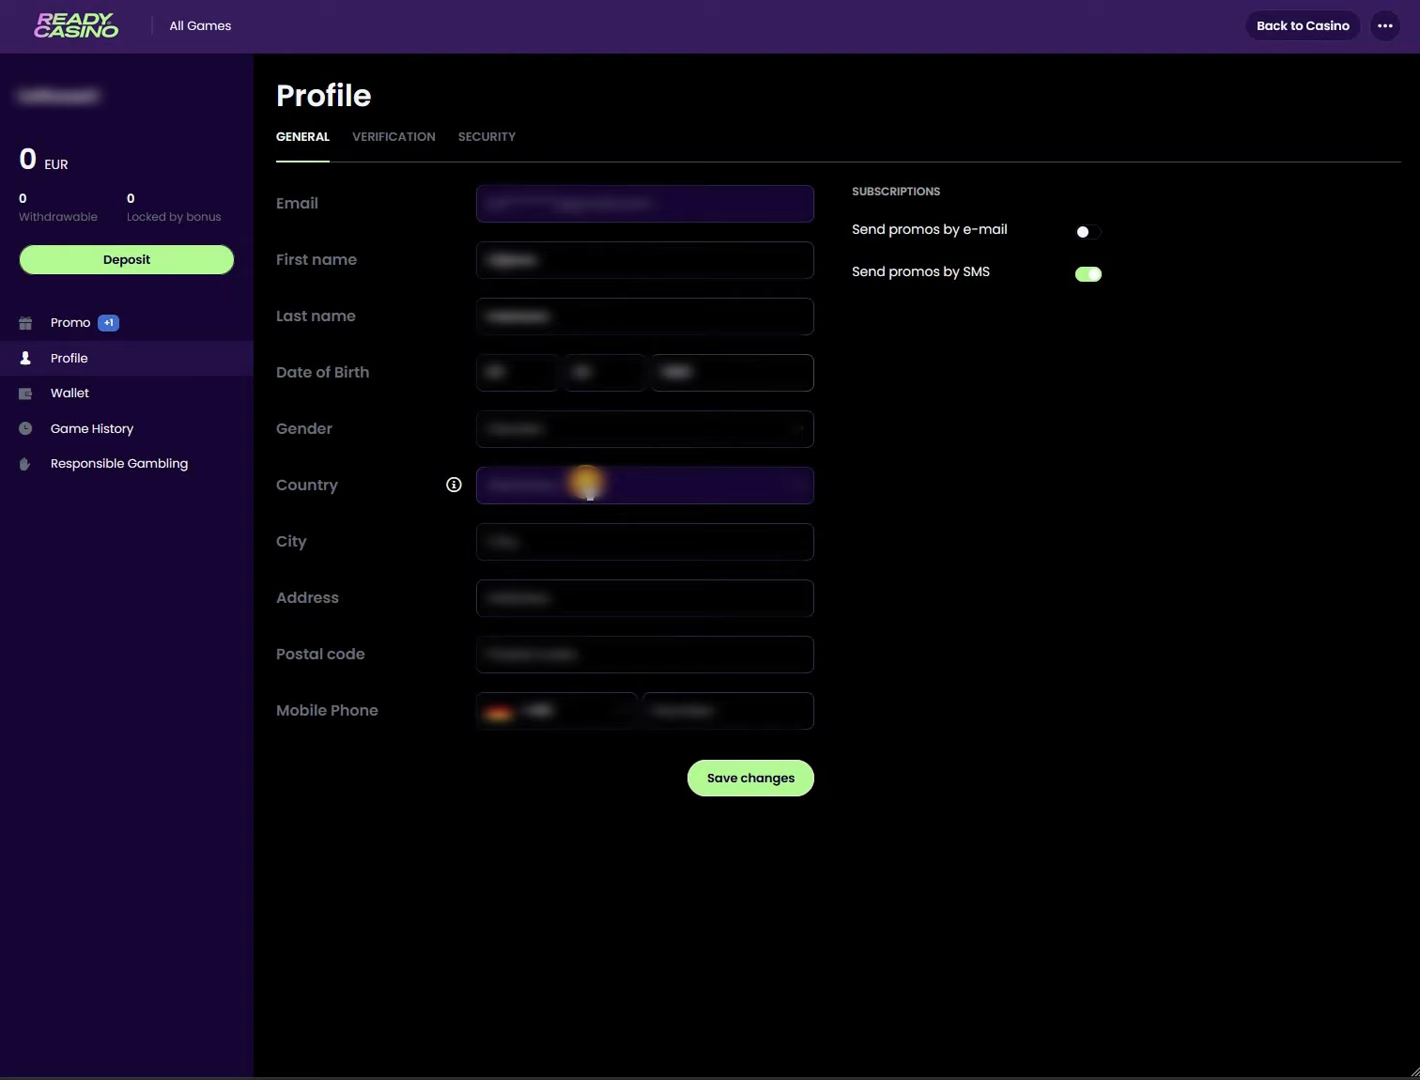 READY
CASINO
All Games
Back to Casino
0 EUR
0 0
Withdrawable Locked by bonus
Deposit
Promo +1
Profile
Wallet
Game History
Responsible Gambling
Profile
GENERAL VERIFICATION SECURITY
Email
First name
Last name
Date of Birth
Gender
Country
City
Address
Postal code
Mobile Phone
Save changes
SUBSCRIPTIONS
Send promos by e-mail
Send promos by SMS